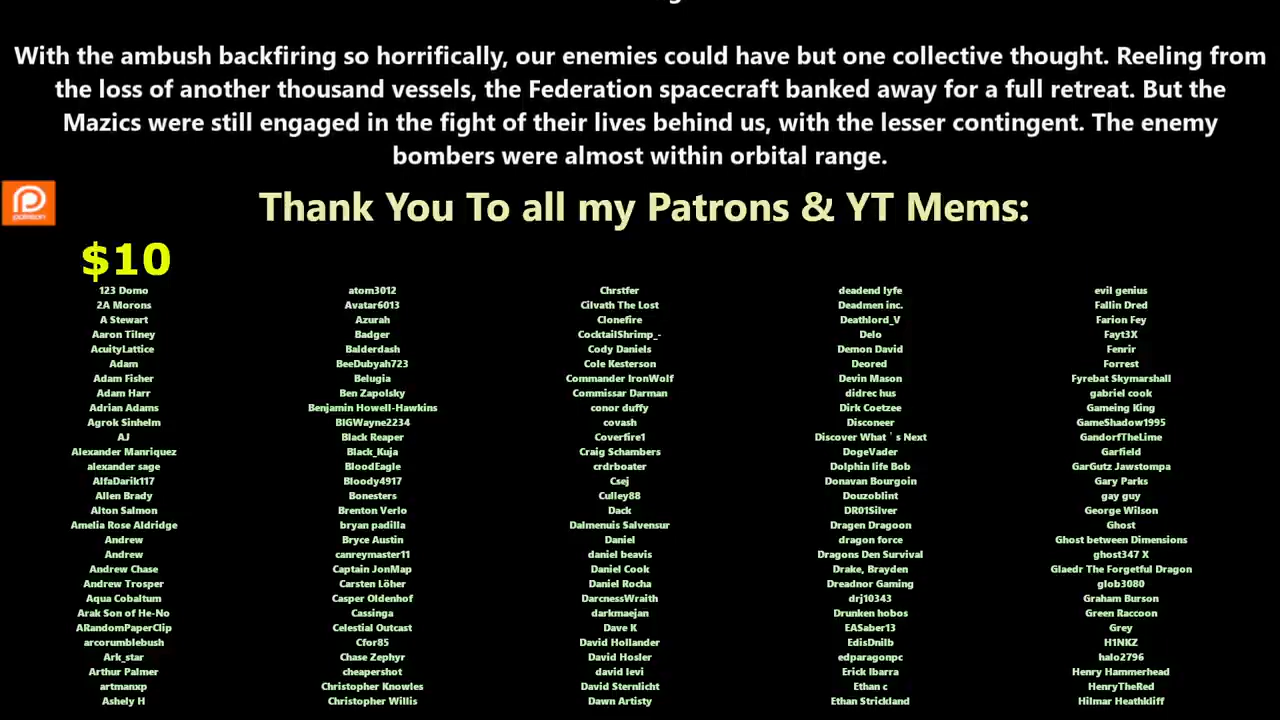 With the ambush backfiring so horrifically, our enemies could have but one collective thought. Reeling from
the loss of another thousand vessels, the Federation spacecraft banked away for a full retreat. But the
Mazics were still engaged in the fight of their lives behind us, with the lesser contingent. The enemy
bombers were almost within orbital range.
patreon
Thank You To all my Patrons & YT Mems:
$10
123 Domo
2A Morons
A Stewart
Aaron Tilney
AcuityLattice
Adam
Adam Fisher
Adam Harr
Adrian Adams
Agrok Sinhelm
AJ
Alexander Manriquez
alexander sage
AlfaDarik117
Allen Brady
Alton Salmon
Amelia Rose Aldridge
Andrew
Andrew
Andrew Chase
Andrew Trosper
Aqua Cobaltum
Arak Son of He-No
ARandomPaperClip
arcorumblebush
Ark_star
Arthur Palmer
artmanxp
Ashely H
atom3012
Avatar6013
Azurah
Badger
Balderdash
BeeDubyah723
Belugia
Ben Zapolsky
Benjamin Howell-Hawkins
BIGWayne2234
Black Reaper
Black_Kuja
BloodEagle
Bloody4917
Bonesters
Brenton Verlo
bryan padilla
Bryce Austin
canreymaster11
Captain JonMap
Carsten Löher
Casper Oldenhof
Cassinga
Celestial Outcast
Cfor85
Chase Zephyr
cheapershot
Christopher Knowles
Christopher Willis
Chrstfer
Cilvath The Lost
Clonefire
CocktailShrimp_-
Cody Daniels
Cole Kesterson
Commander IronWolf
Commissar Darman
conor duffy
covash
Coverfire1
Craig Schambers
crdrboater
Csej
Culley88
Dack
Dalmenuis Salvensur
Daniel
daniel beavis
Daniel Cook
Daniel Rocha
DarcnessWraith
darkmaejan
Dave K
David Hollander
David Hosler
david levi
David Sternlicht
Dawn Artisty
deadend lyfe
Deadmen inc.
Deathlord_V
Delo
Demon David
Deored
Devin Mason
didrec hus
Dirk Coetzee
Disconeer
Discover What ' s Next
DogeVader
Dolphin life Bob
Donavan Bourgoin
Douzoblint
DR01Silver
Dragen Dragoon
dragon force
Dragons Den Survival
Drake, Brayden
Dreadnor Gaming
drj10343
Drunken hobos
EASaber13
EdisDnilb
edparagonpc
Erick Ibarra
Ethan c
Ethan Strickland
evil genius
Fallin Dred
Farion Fey
Fayt3X
Fenrir
Forrest
Fyrebat Skymarshall
gabriel cook
Gameing King
GameShadow1995
GandorfTheLime
Garfield
GarGutz Jawstompa
Gary Parks
gay guy
George Wilson
Ghost
Ghost between Dimensions
ghost347 X
Glaedr The Forgetful Dragon
glob3080
Graham Burson
Green Raccoon
Grey
H1NKZ
halo2796
Henry Hammerhead
HenryTheRed
Hilmar Heathkliff